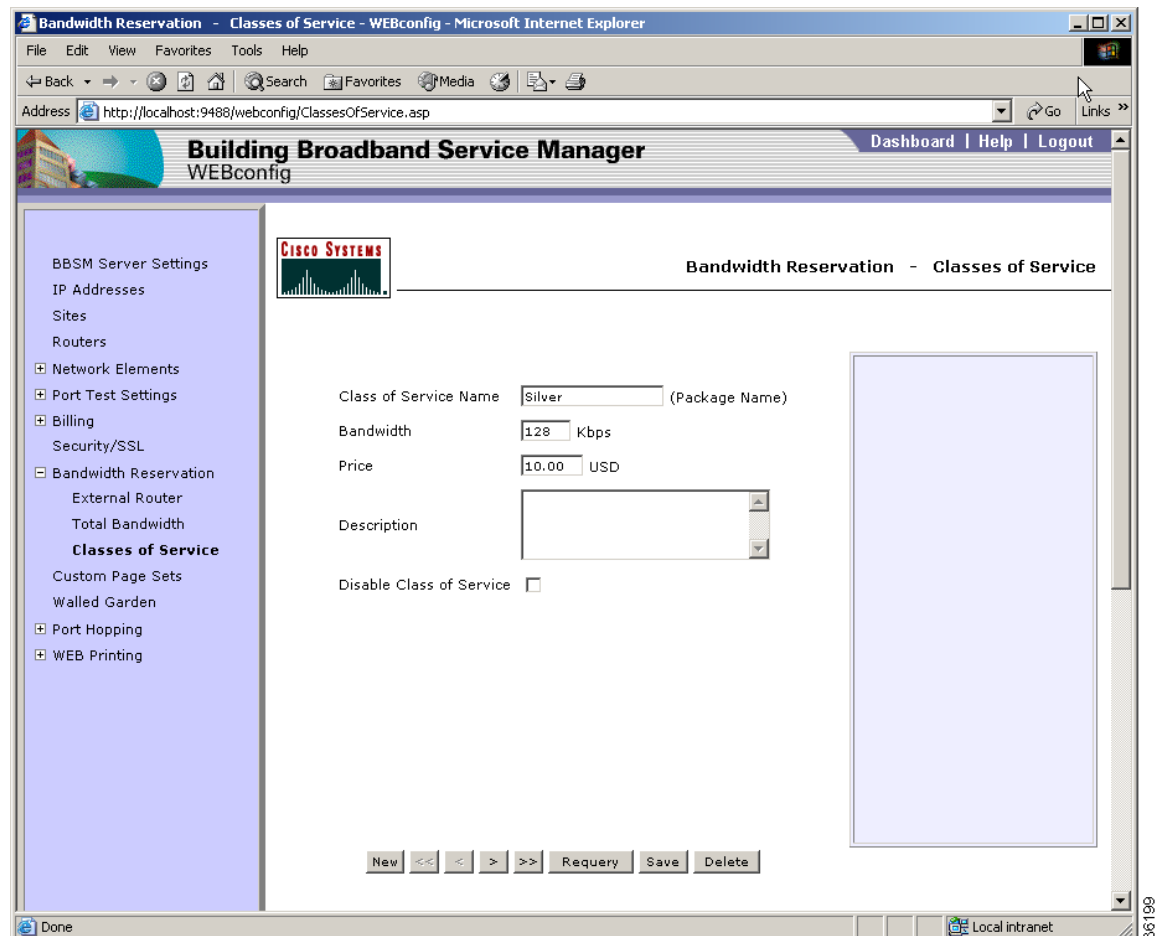 Bandwidth Reservation - Classes of Service - WEBconfig - Microsoft Internet Explorer
File Edit View Favorites Tools Help
Back Search Favorites Media
Address http://localhost:9488/webconfig/ClassesOfService.asp Go Links »
Building Broadband Service Manager
WEBconfig
Dashboard | Help | Logout
BBSM Server Settings
IP Addresses
Sites
Routers
Network Elements
Port Test Settings
Billing
Security/SSL
Bandwidth Reservation
External Router
Total Bandwidth
Classes of Service
Custom Page Sets
Walled Garden
Port Hopping
WEB Printing
CISCO SYSTEMS
Bandwidth Reservation - Classes of Service
Class of Service Name Silver (Package Name)
Bandwidth 128 Kbps
Price 10.00 USD
Description
Disable Class of Service
New << < > >> Requery Save Delete
Done Local intranet